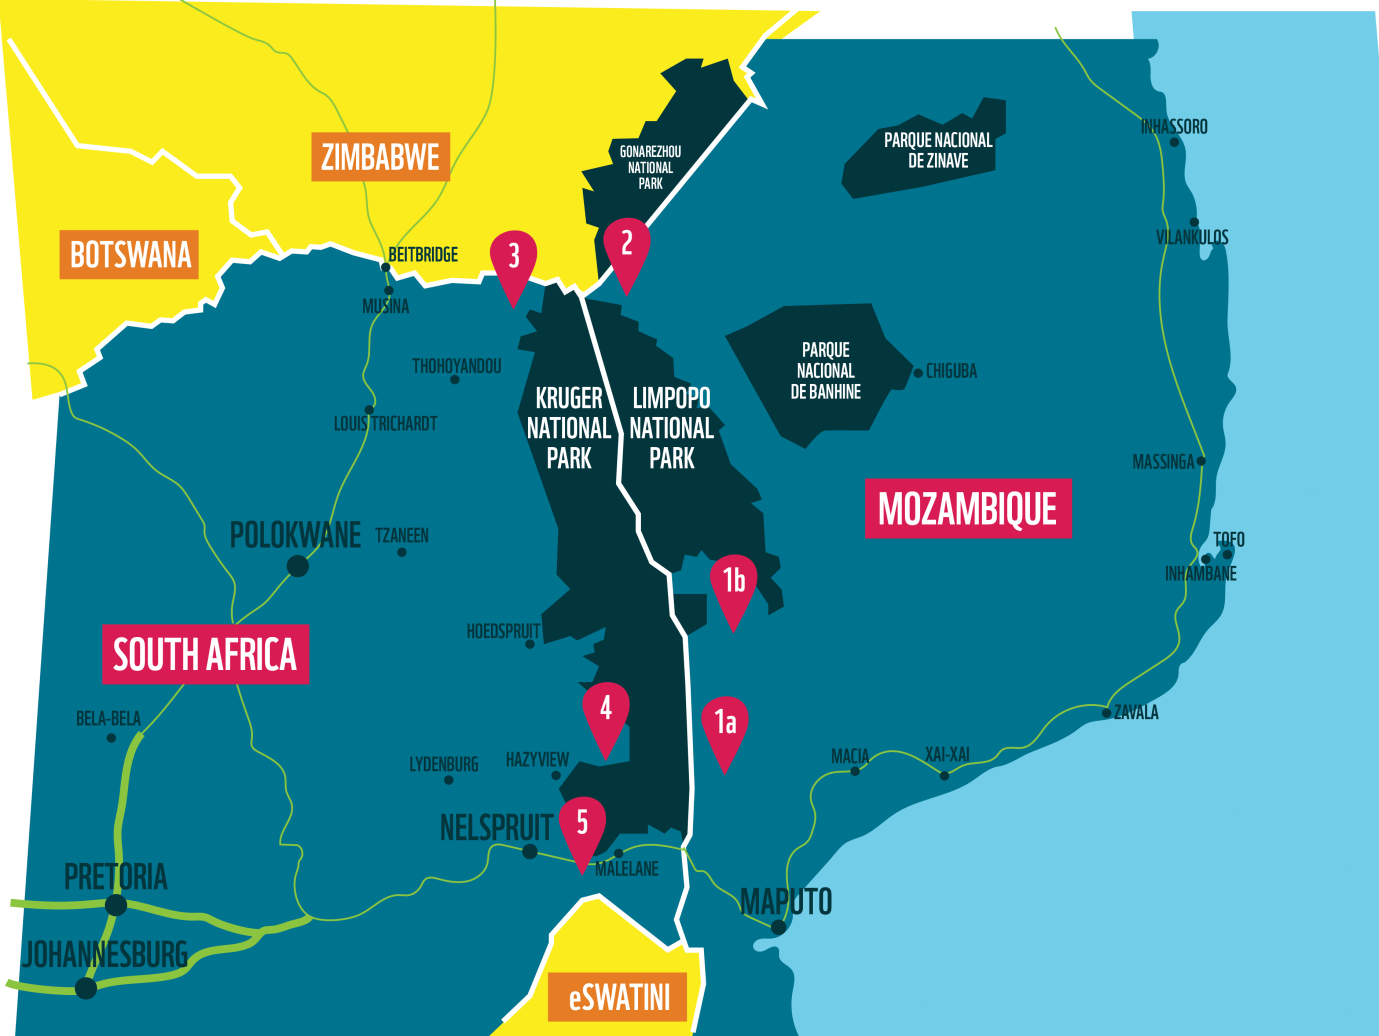 INHASSORO
ZIMBABWE
PARQUE NACIONAL
DE ZINAVE
GONAREZHOU
NATIONAL
PARK
BOTSWANA
BEITBRIDGE
3
2
VILANKULOS
MUSINA
THOHOYANDOU
PARQUE
NACIONAL
DE BANHINE
CHIGUBA
KRUGER
NATIONAL
PARK
LIMPOPO
NATIONAL
PARK
LOUIS TRICHARDT
MASSINGA
MOZAMBIQUE
POLOKWANE
TZANEEN
TOFO
INHAMBANE
1b
HOEDSPRUIT
SOUTH AFRICA
4
1a
BELA-BELA
ZAVALA
LYDENBURG
HAZYVIEW
MACIA
XAI-XAI
NELSPRUIT
5
MALELANE
PRETORIA
MAPUTO
JOHANNESBURG
eSWATINI